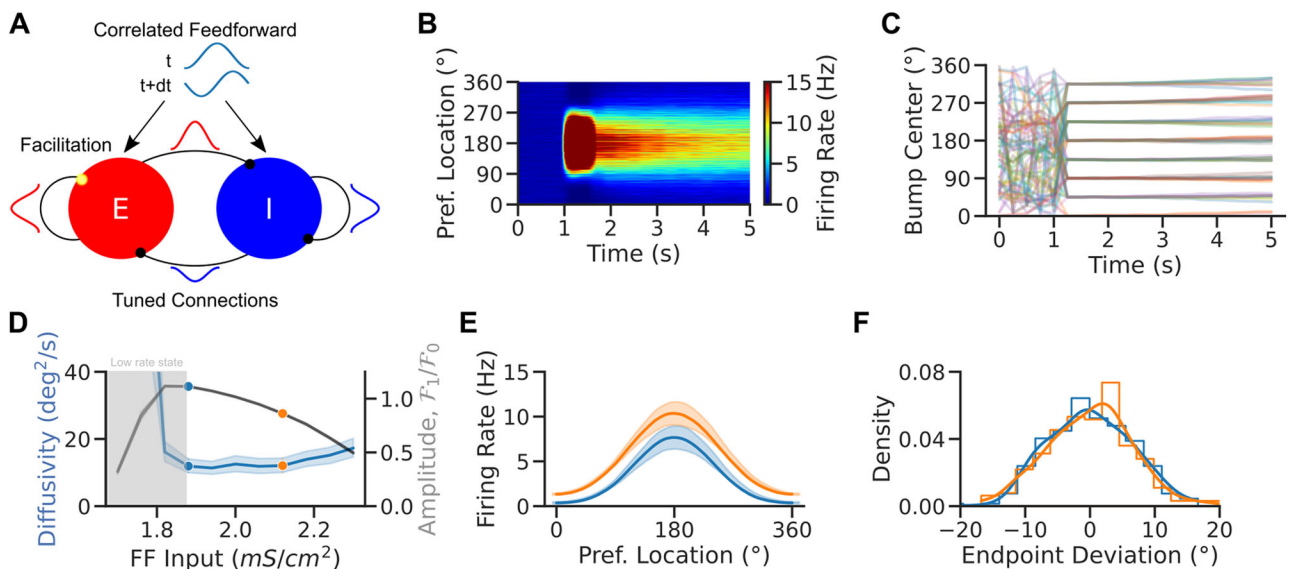 A
Correlated Feedforward
t
t+dt
Facilitation
E
I
Tuned Connections
B
Pref. Location (°)
360
270
180
90
0
0 1 2 3 4 5
Time (s)
15
10
5
0
Firing Rate (Hz)
C
Bump Center (°)
360
270
180
90
0
0 1 2 3 4 5
Time (s)
D
Diffusivity (deg²/s)
40
20
0
Low rate state
1.8 2.0 2.2
FF Input (mS/cm²)
1.0
0.5
0.0
Amplitude, ℱ₁/ℱ₀
E
Firing Rate (Hz)
15
10
5
0
0 180 360
Pref. Location (°)
F
Density
0.08
0.04
0.00
−20 −10 0 10 20
Endpoint Deviation (°)